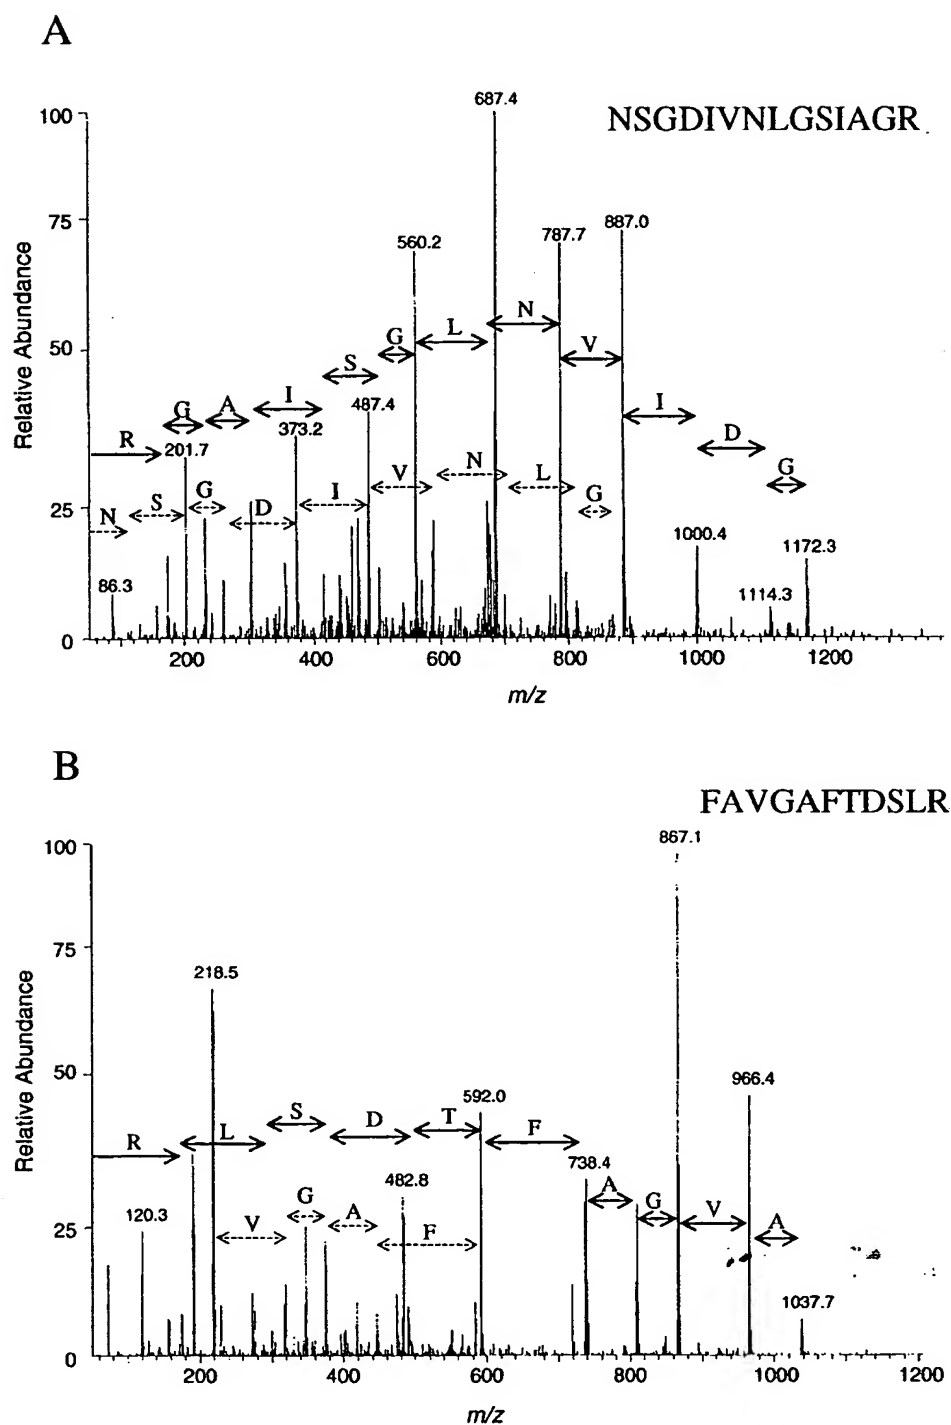 A
NSGDIVNLGSIAGR
687.4
100
887.0
787.7
560.2
75
N
L
G
V
50
S
487.4
I
I
A
G
373.2
D
R
201.7
G
N
V
L
G
I
G
D
S
N
25
1000.4
1172.3
86.3
1114.3
0
200
400
600
800
1000
1200
m/z
Relative Abundance
B
FAVGAFTDSLR
867.1
100
75
218.5
966.4
50
592.0
S
D
T
F
R
L
738.4
A
482.8
G
V
G
A
120.3
V
A
F
25
1037.7
0
200
400
600
800
1000
1200
m/z
Relative Abundance